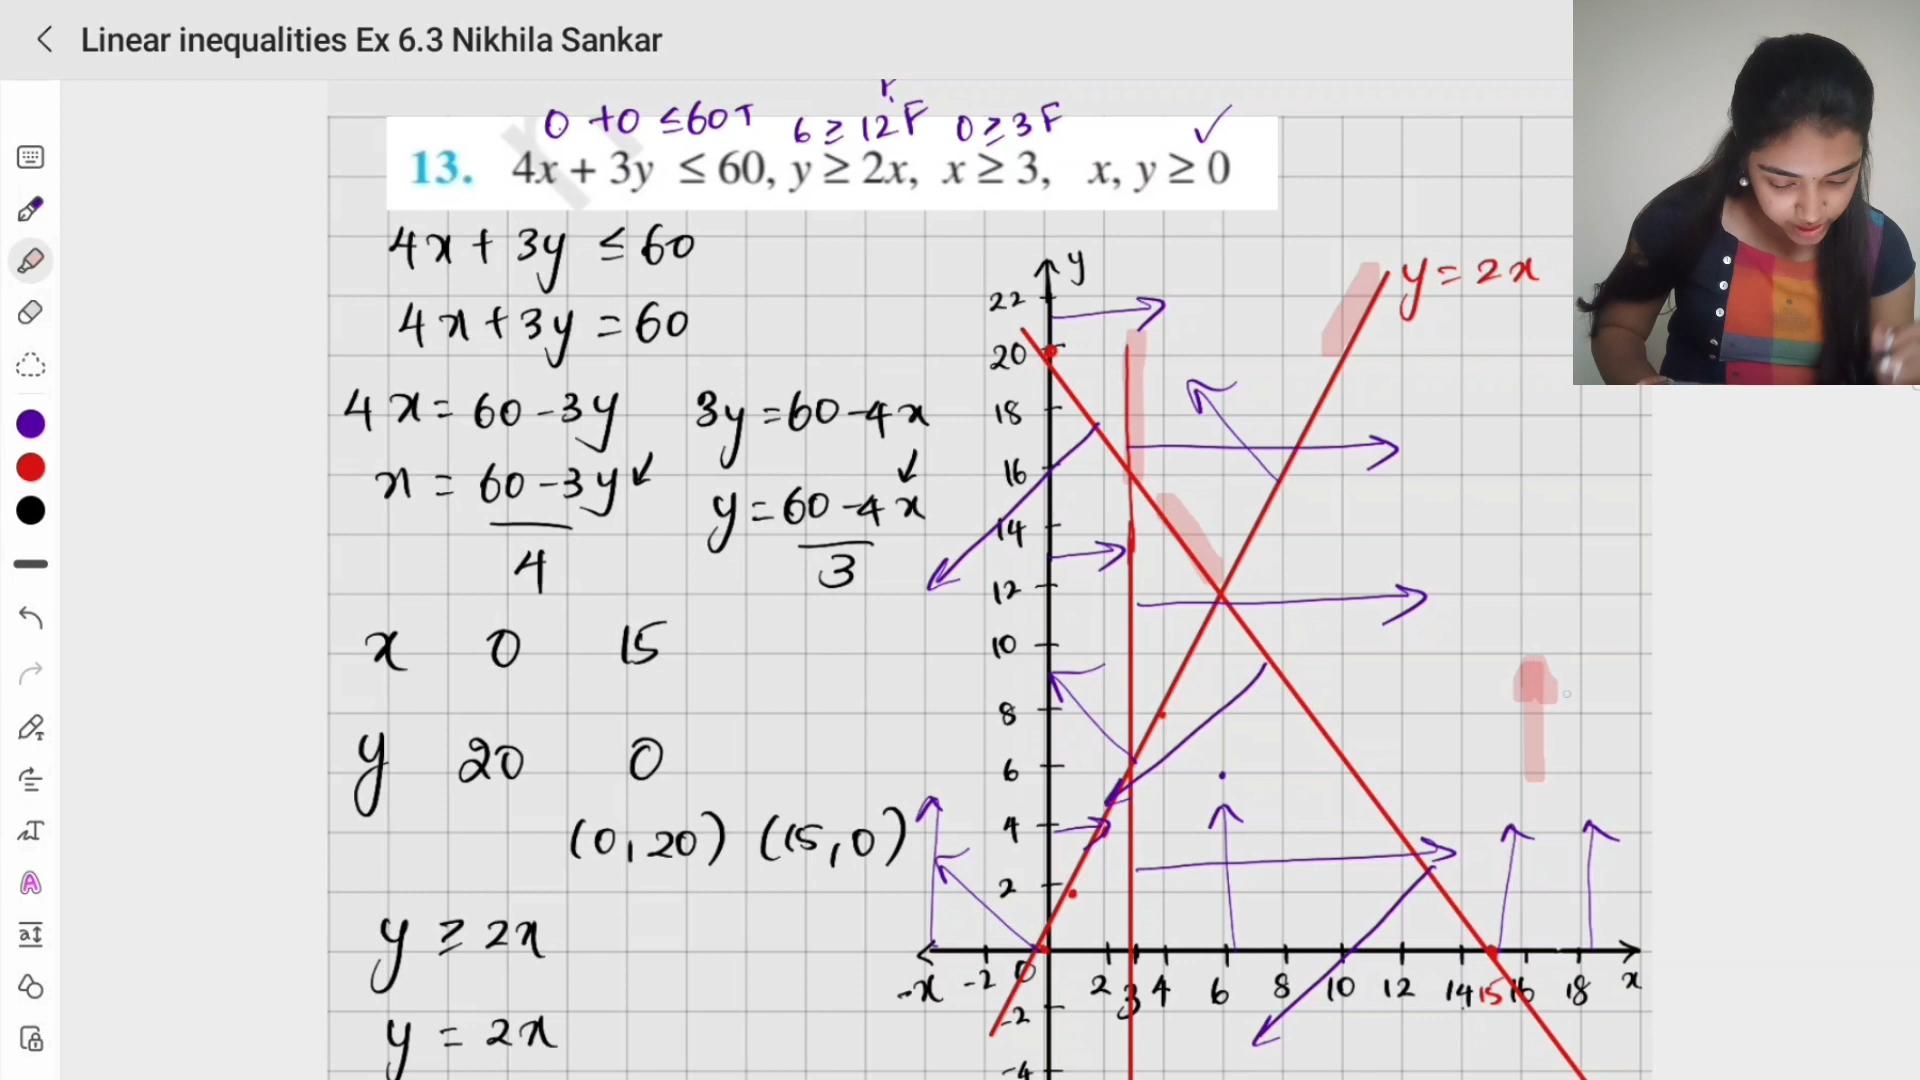 Linear inequalities Ex 6.3 Nikhila Sankar
0 + 0 ≤ 60 T 6 ≥ 12 F 0 ≥ 3 F ✓
13. 4x + 3y ≤ 60, y ≥ 2x, x ≥ 3, x, y ≥ 0
4x + 3y ≤ 60
4x + 3y = 60
4x = 60 - 3y 3y = 60 - 4x
x = 60 - 3y y = 60 - 4x
4 3
x 0 15
y 20 0
(0, 20) (15, 0)
y ≥ 2x
y = 2x
y
y = 2x
22
20
18
16
14
12
10
8
6
4
2
-x -2 0 2 3 4 6 8 10 12 14 15 16 18 x
-2
-4